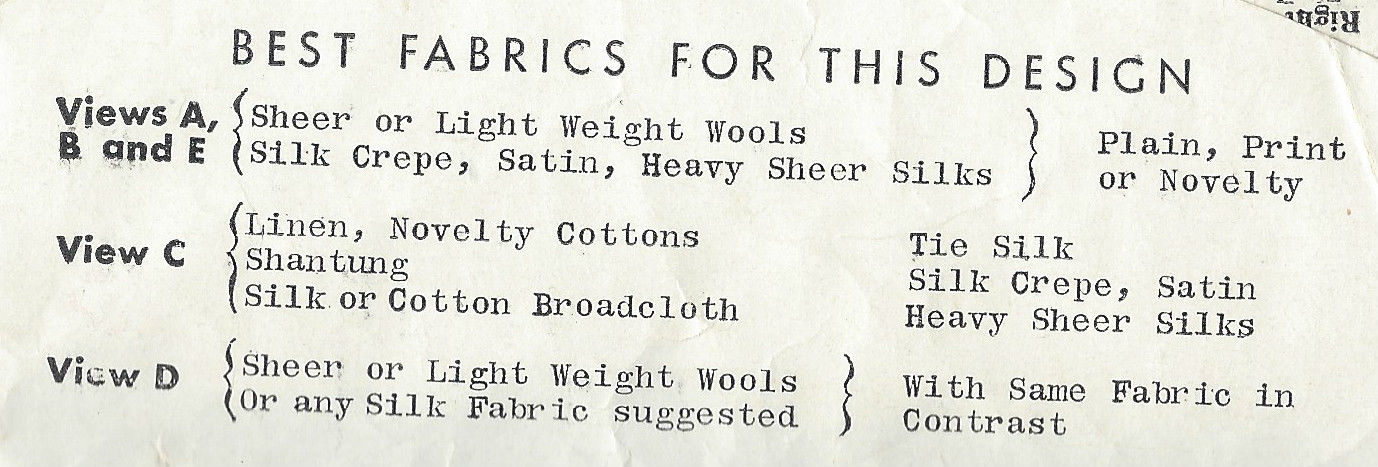 Right
BEST FABRICS FOR THIS DESIGN
Views A, { Sheer or Light Weight Wools } Plain, Print
B and E { Silk Crepe, Satin, Heavy Sheer Silks } or Novelty
{ Linen, Novelty Cottons Tie Silk
View C { Shantung Silk Crepe, Satin
{ Silk or Cotton Broadcloth Heavy Sheer Silks
View D { Sheer or Light Weight Wools } With Same Fabric in
{ Or any Silk Fabric suggested } Contrast